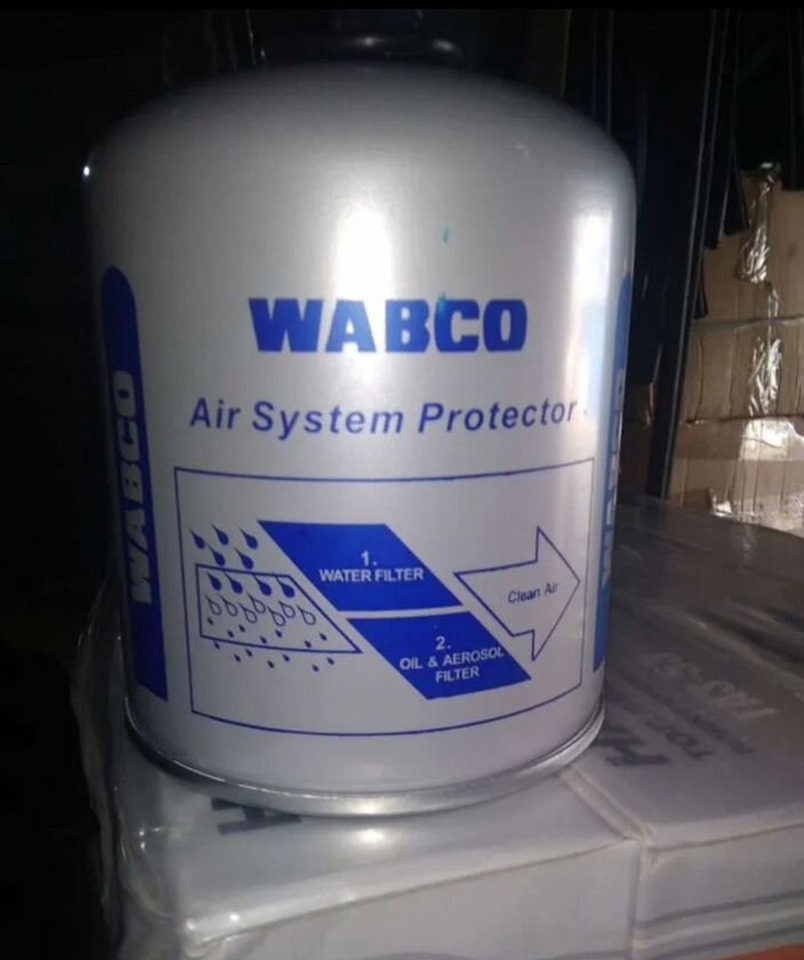 WABCO
Air System Protector
WABCO
1.
WATER FILTER
Clean Air
2.
OIL & AEROSOL
FILTER